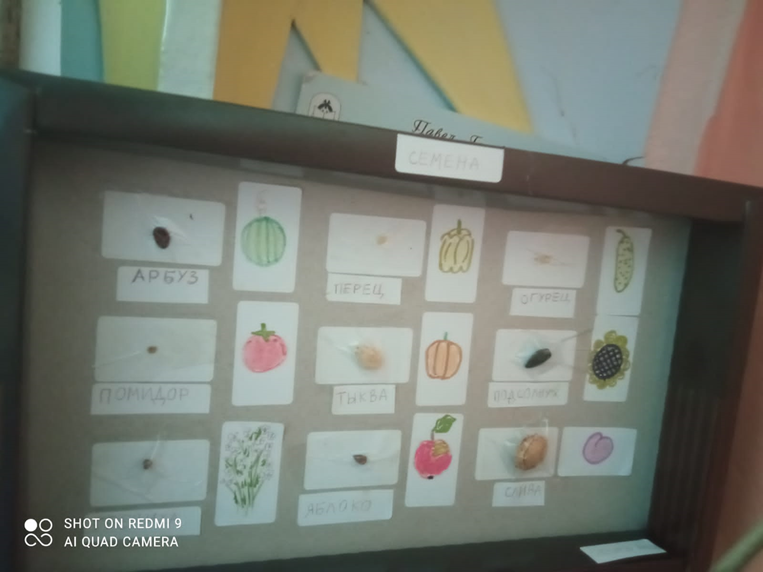 СЕМЕНА
АРБУЗ
ПЕРЕЦ
ОГУРЕЦ
ПОМИДОР
ТЫКВА
ПОДСОЛНУХ
ЯБЛОКО
СЛИВА
SHOT ON REDMI 9
AI QUAD CAMERA